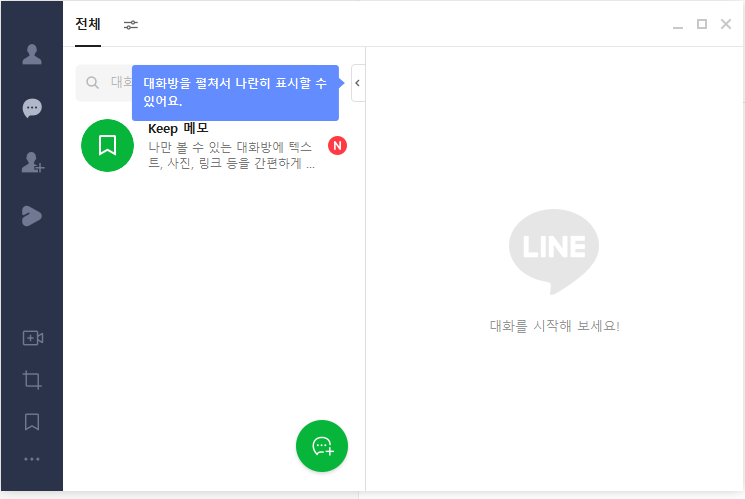 전체
대화
대화방을 펼쳐서 나란히 표시할 수
있어요.
Keep 메모
나만 볼 수 있는 대화방에 텍스
트, 사진, 링크 등을 간편하게 ...
N
LINE
대화를 시작해 보세요!